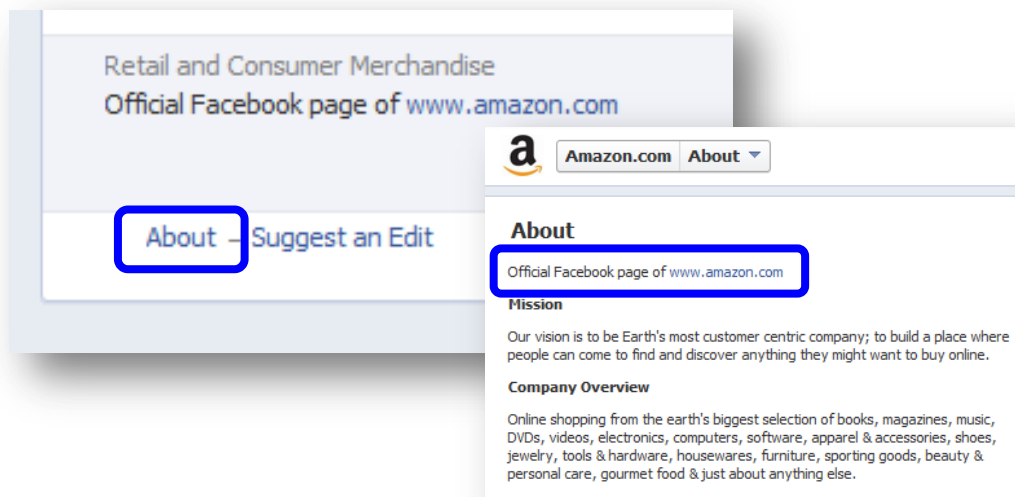 Retail and Consumer Merchandise
Official Facebook page of www.amazon.com
About – Suggest an Edit
a
Amazon.com About
About
Official Facebook page of www.amazon.com
Mission
Our vision is to be Earth's most customer centric company; to build a place where
people can come to find and discover anything they might want to buy online.
Company Overview
Online shopping from the earth's biggest selection of books, magazines, music,
DVDs, videos, electronics, computers, software, apparel & accessories, shoes,
jewelry, tools & hardware, housewares, furniture, sporting goods, beauty &
personal care, gourmet food & just about anything else.